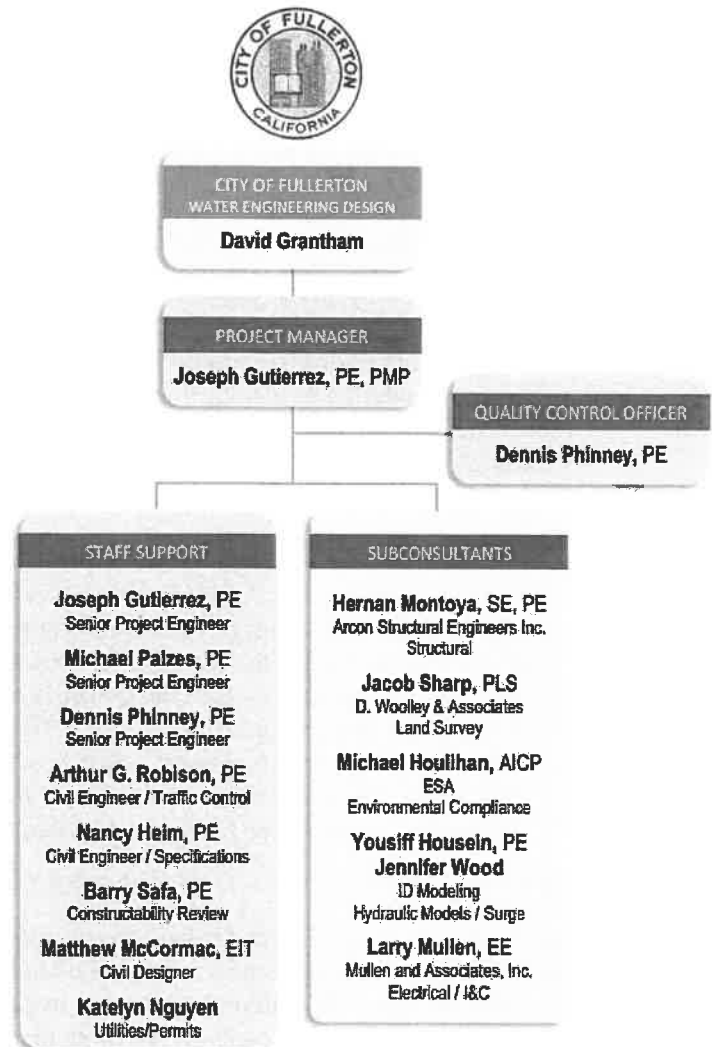 CITY OF FULLERTON
CALIFORNIA
CITY OF FULLERTON
WATER ENGINEERING DESIGN
David Grantham
PROJECT MANAGER
Joseph Gutierrez, PE, PMP
QUALITY CONTROL OFFICER
Dennis Phinney, PE
STAFF SUPPORT
Joseph Gutierrez, PE
Senior Project Engineer
Michael Palzes, PE
Senior Project Engineer
Dennis Phinney, PE
Senior Project Engineer
Arthur G. Robison, PE
Civil Engineer / Traffic Control
Nancy Heim, PE
Civil Engineer / Specifications
Barry Safa, PE
Constructability Review
Matthew McCormac, EIT
Civil Designer
Katelyn Nguyen
Utilities/Permits
SUBCONSULTANTS
Hernan Montoya, SE, PE
Arcon Structural Engineers Inc.
Structural
Jacob Sharp, PLS
D. Woolley & Associates
Land Survey
Michael Houlihan, AICP
ESA
Environmental Compliance
Yousiff Housein, PE
Jennifer Wood
ID Modeling
Hydraulic Models / Surge
Larry Mullen, EE
Mullen and Associates, Inc.
Electrical / I&C